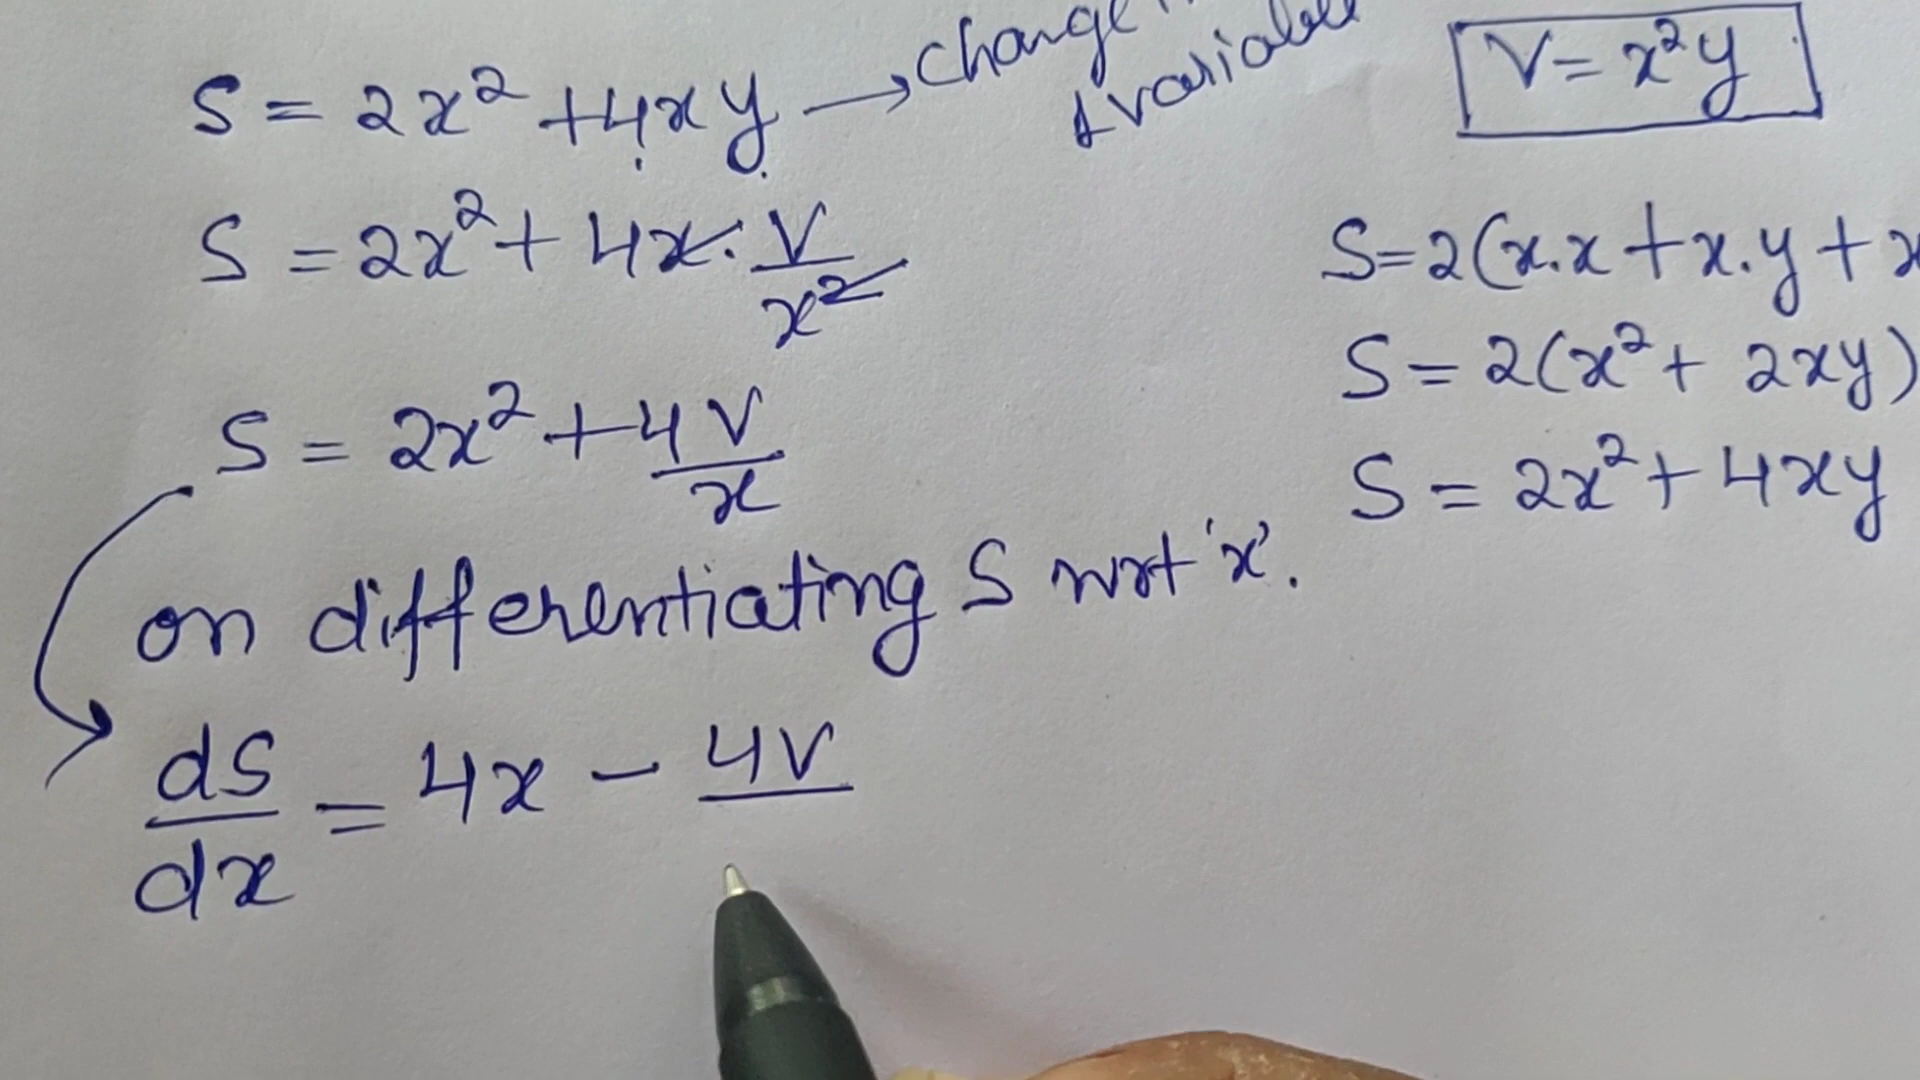 S = 2x² + 4xy → Change
1 variable
S = 2x² + 4x · V/x²
S = 2x² + 4V/x
on differentiating S wrt 'x'.
dS/dx = 4x - 4V
V = x²y
S = 2(x.x + x.y + x
S = 2(x² + 2xy)
S = 2x² + 4xy